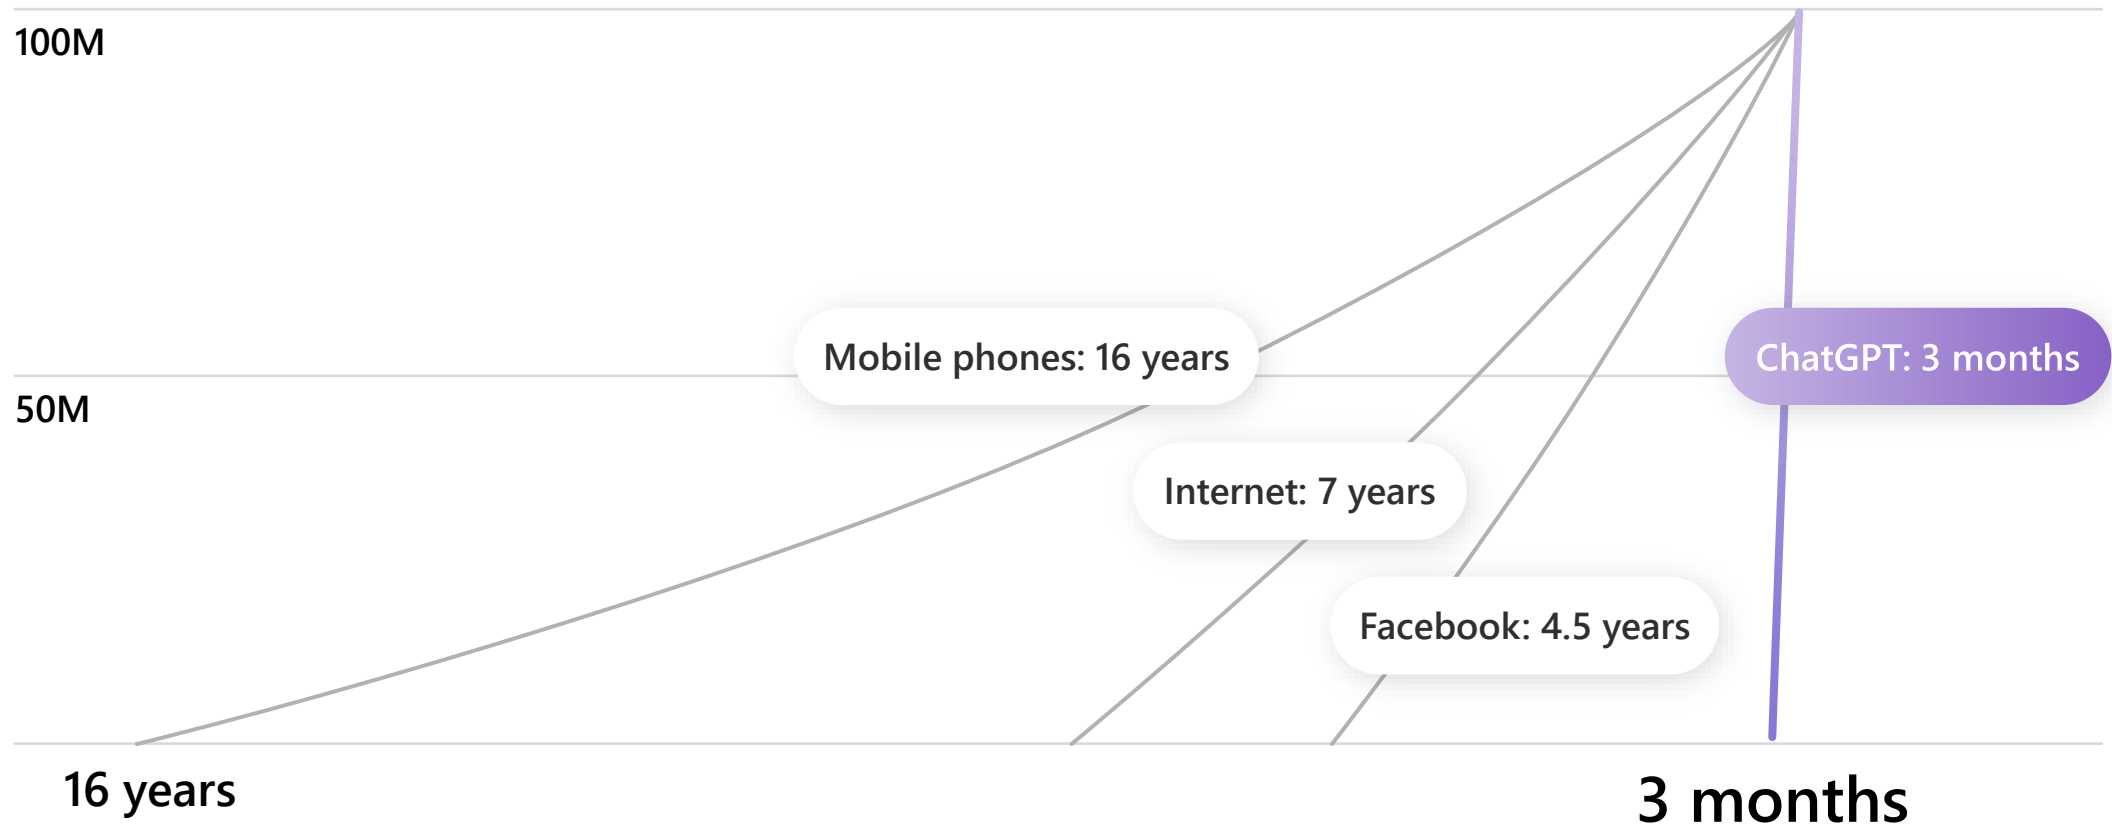 100M
Mobile phones: 16 years
ChatGPT: 3 months
50M
Internet: 7 years
Facebook: 4.5 years
16 years
3 months